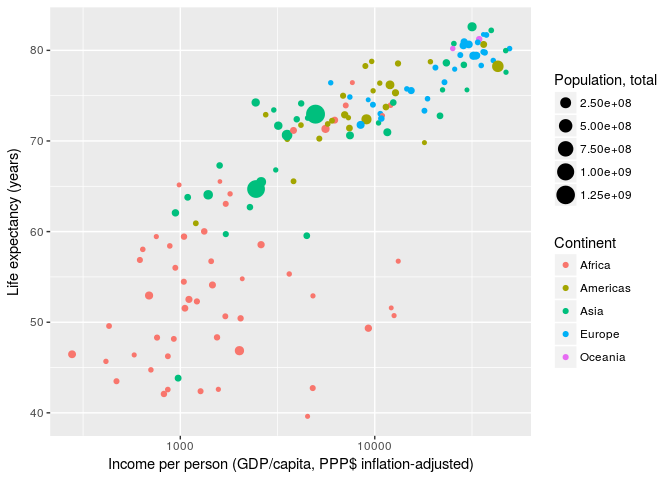 Life expectancy (years)
80
70
60
50
40
1000 10000
Income per person (GDP/capita, PPP$ inflation-adjusted)
Population, total
2.50e+08
5.00e+08
7.50e+08
1.00e+09
1.25e+09
Continent
Africa
Americas
Asia
Europe
Oceania